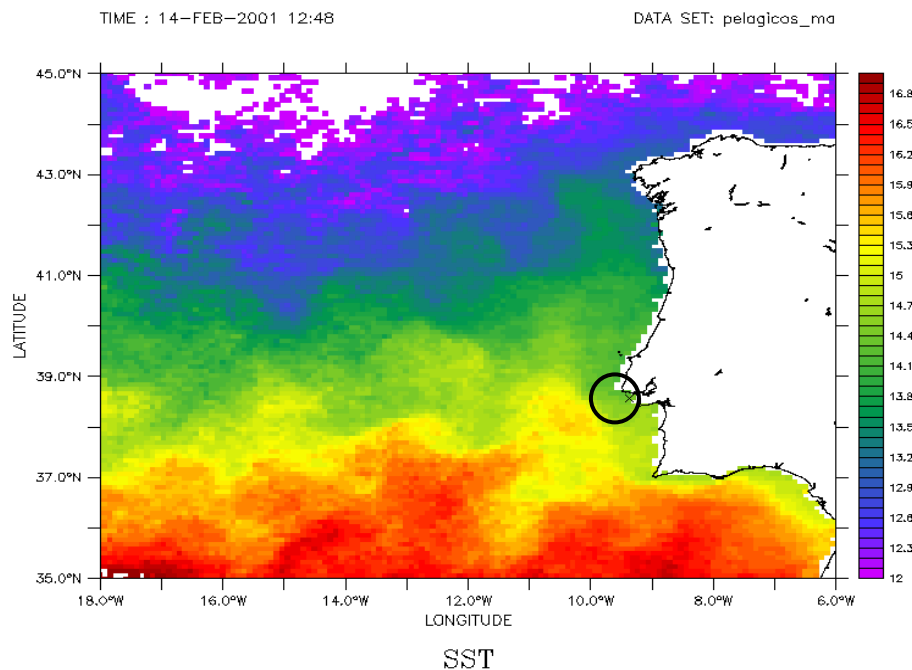 TIME : 14-FEB-2001 12:48
DATA SET: pelagicos_ma
45.0°N
43.0°N
41.0°N
39.0°N
37.0°N
35.0°N
LATITUDE
18.0°W 16.0°W 14.0°W 12.0°W 10.0°W 8.0°W 6.0°W
LONGITUDE
16.8
16.5
16.2
15.9
15.6
15.3
15
14.7
14.4
14.1
13.8
13.5
13.2
12.9
12.6
12.3
12
SST